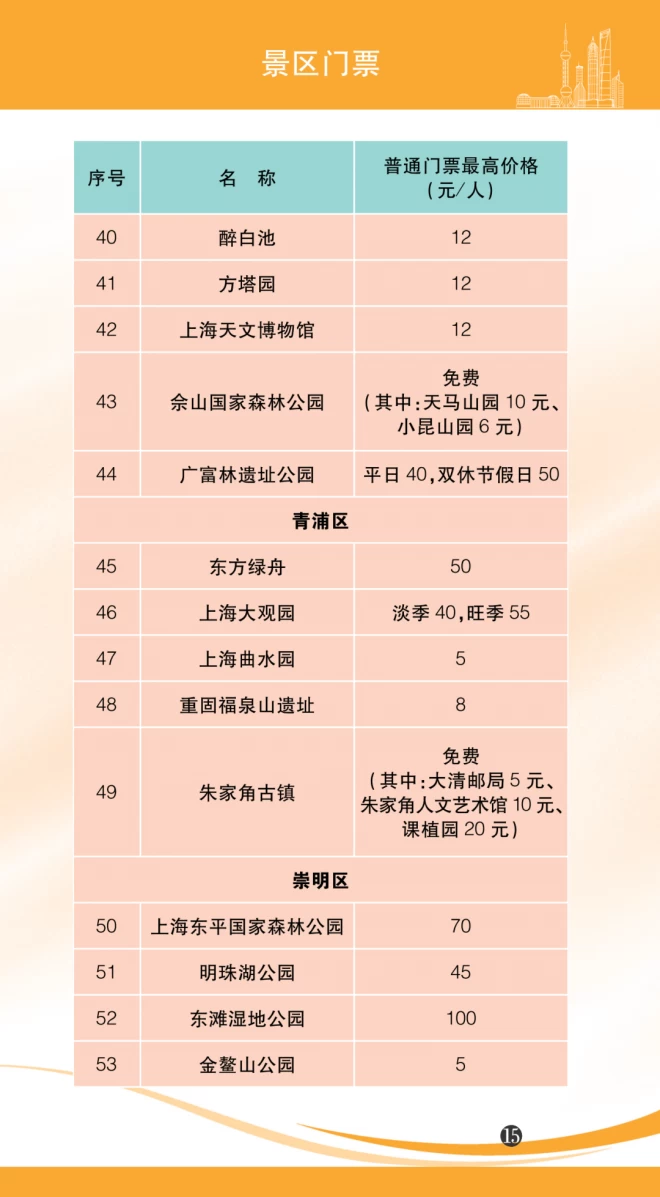 景区门票
序号 名 称 普通门票最高价格
(元/人)
40 醉白池 12
41 方塔园 12
42 上海天文博物馆 12
43 佘山国家森林公园 免费
(其中:天马山园 10 元、
小昆山园 6 元)
44 广富林遗址公园 平日 40,双休节假日 50
青浦区
45 东方绿舟 50
46 上海大观园 淡季 40,旺季 55
47 上海曲水园 5
48 重固福泉山遗址 8
49 朱家角古镇 免费
(其中:大清邮局 5 元、
朱家角人文艺术馆 10 元、
课植园 20 元)
崇明区
50 上海东平国家森林公园 70
51 明珠湖公园 45
52 东滩湿地公园 100
53 金鳌山公园 5
15